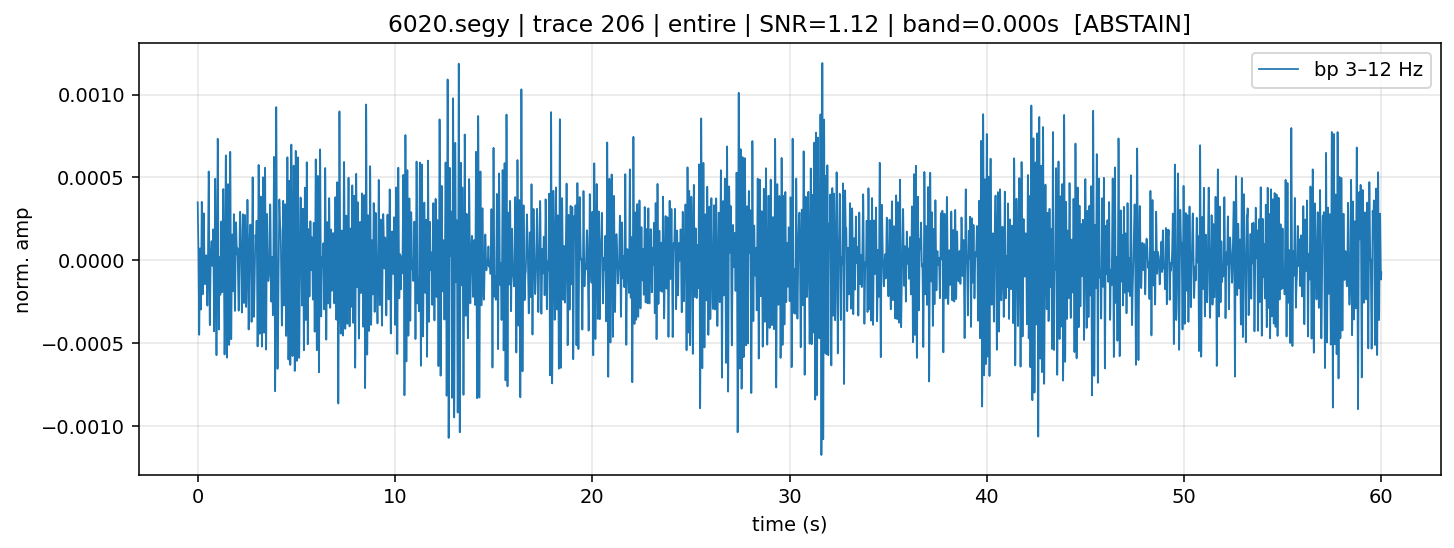 6020.segy | trace 206 | entire | SNR=1.12 | band=0.000s  [ABSTAIN]
bp 3–12 Hz
0.0010
0.0005
0.0000
−0.0005
−0.0010
norm. amp
0 10 20 30 40 50 60
time (s)